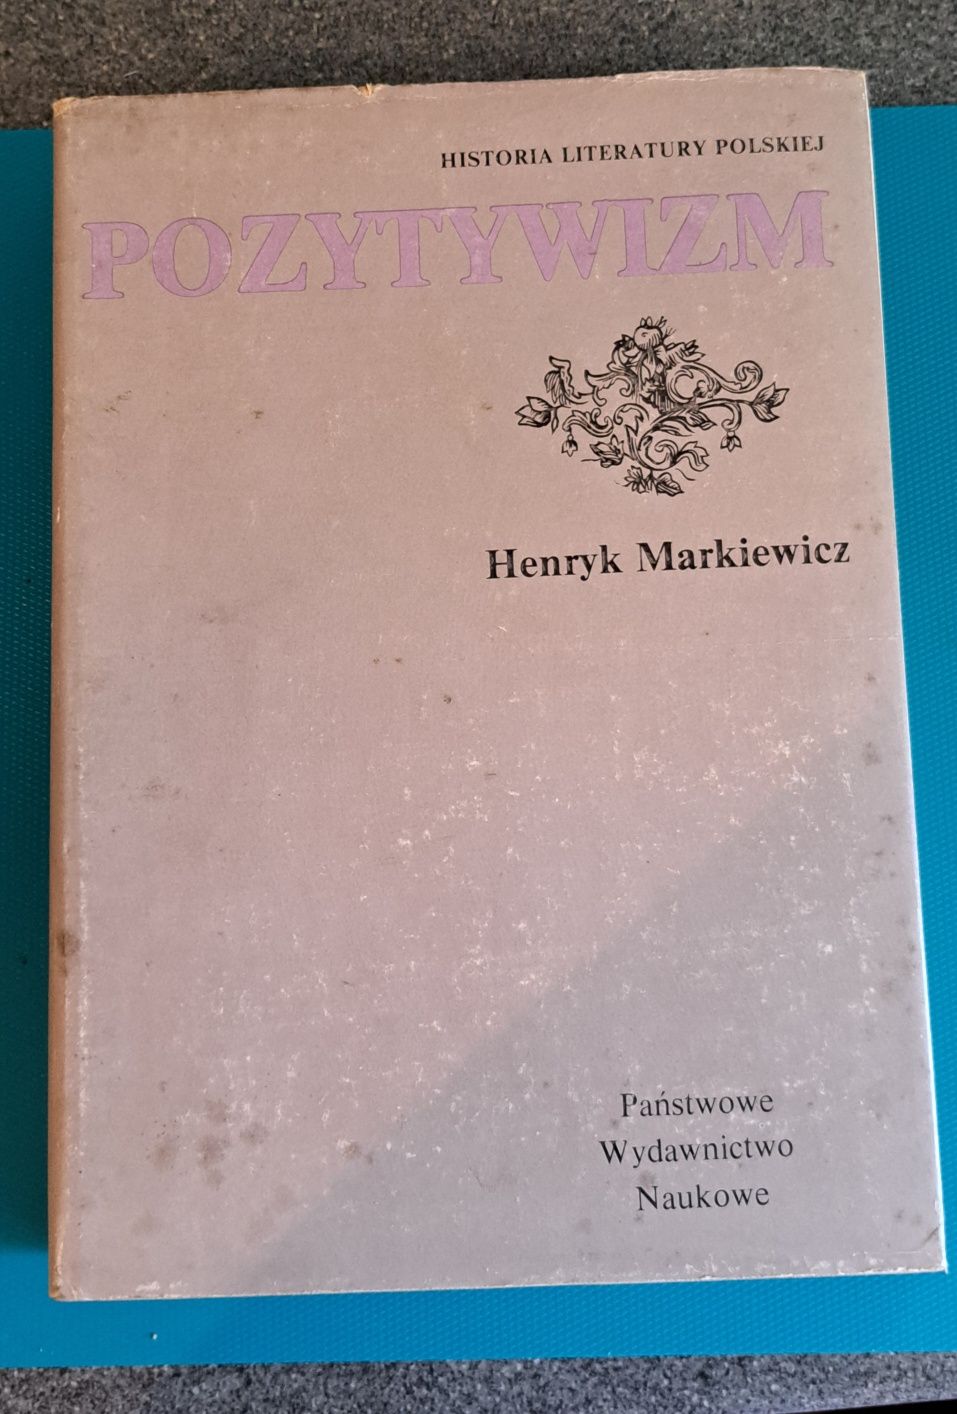 HISTORIA LITERATURY POLSKIEJ
POZYTYWIZM
Henryk Markiewicz
Państwowe
Wydawnictwo
Naukowe